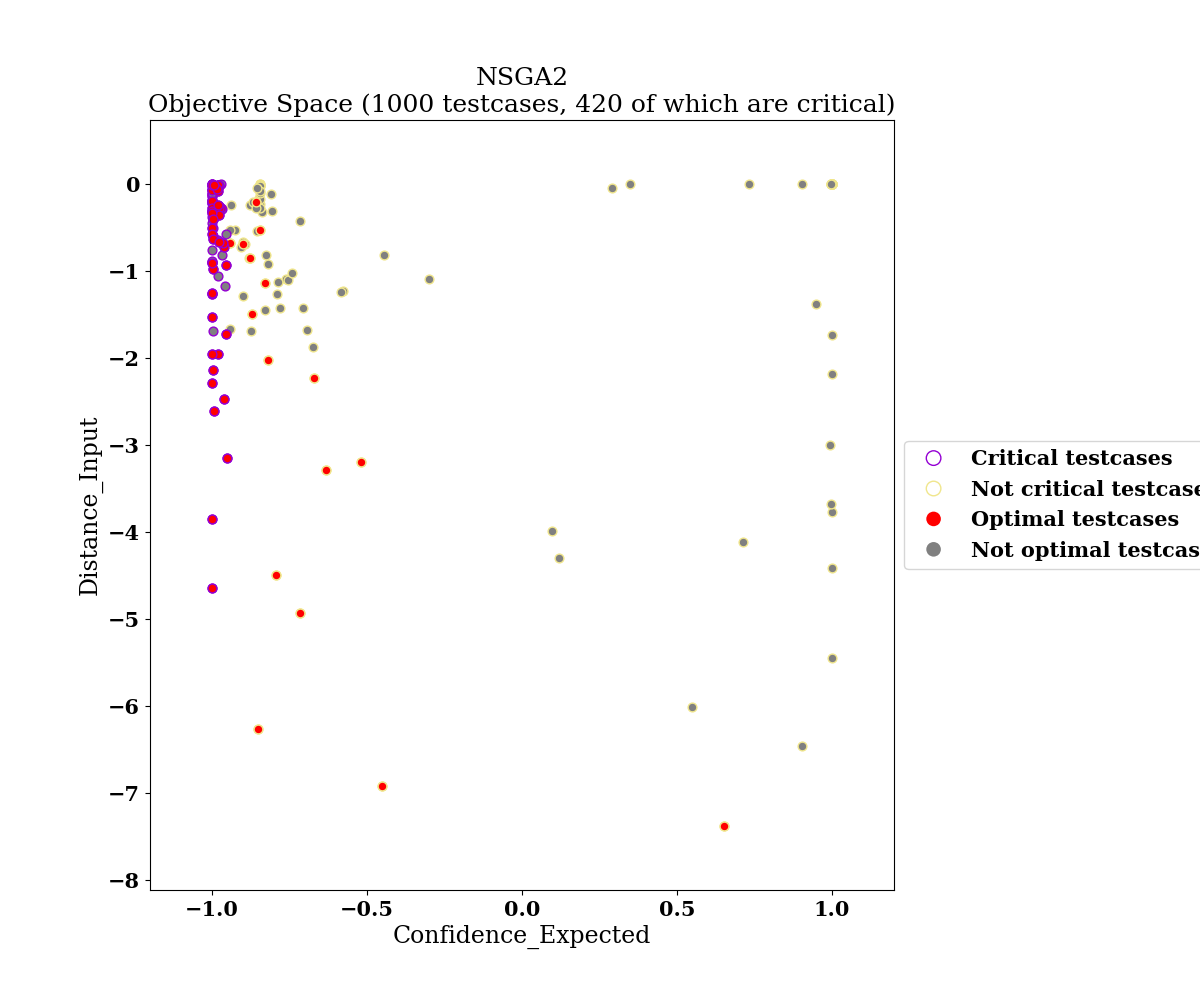 NSGA2
Objective Space (1000 testcases, 420 of which are critical)
0
−1
−2
−3
−4
−5
−6
−7
−8
Distance_Input
−1.0
−0.5
0.0
0.5
1.0
Confidence_Expected
Critical testcases
Not critical testcase
Optimal testcases
Not optimal testcas